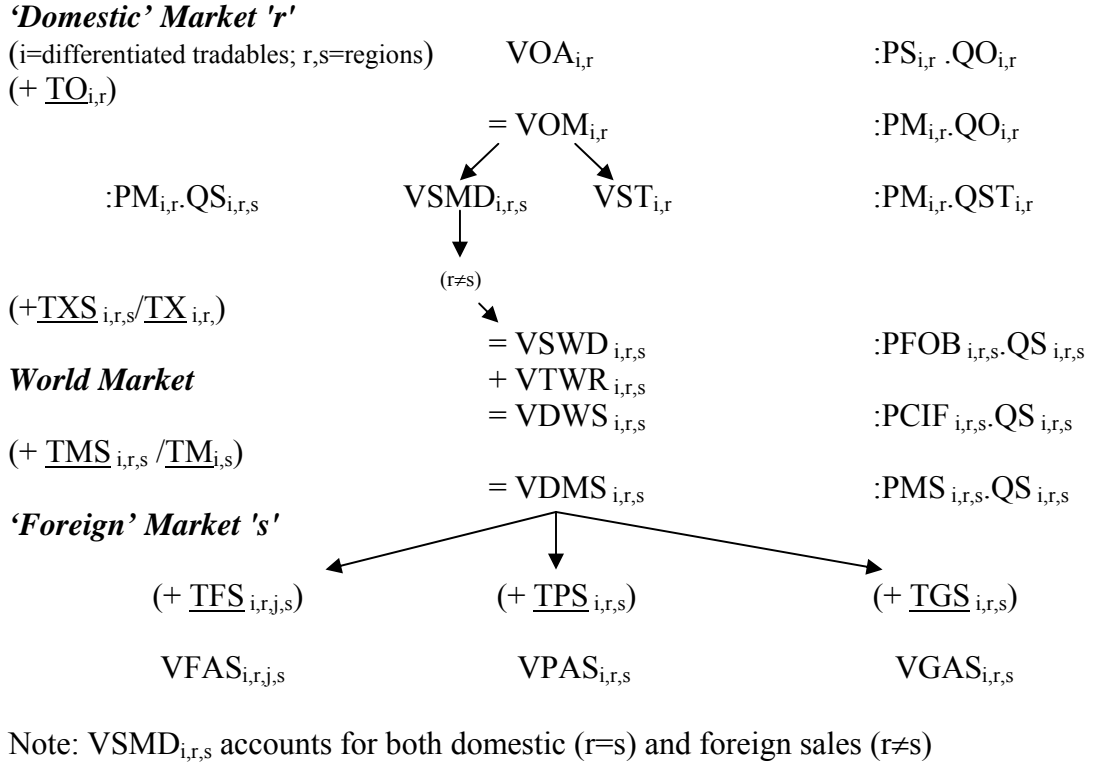 ‘Domestic’ Market 'r'
(i=differentiated tradables; r,s=regions) VOAi,r :PSi,r .QOi,r
(+ TOi,r)
= VOMi,r :PMi,r.QOi,r
:PMi,r.QSi,r,s VSMDi,r,s VSTi,r :PMi,r.QSTi,r
(r≠s)
(+TXS i,r,s/TX i,r,)
= VSWD i,r,s :PFOB i,r,s.QS i,r,s
World Market + VTWR i,r,s
= VDWS i,r,s :PCIF i,r,s.QS i,r,s
(+ TMS i,r,s /TMi,s)
= VDMS i,r,s :PMS i,r,s.QS i,r,s
‘Foreign’ Market 's'
(+ TFS i,r,j,s) (+ TPS i,r,s) (+ TGS i,r,s)
VFASi,r,j,s VPASi,r,s VGASi,r,s
Note: VSMDi,r,s accounts for both domestic (r=s) and foreign sales (r≠s)